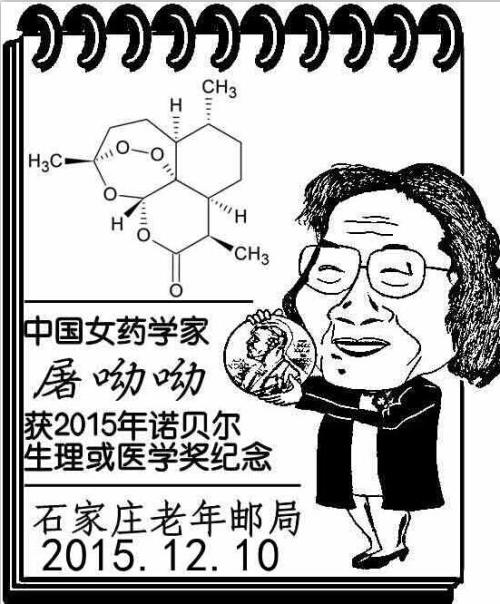 CH₃
H
H₃C
O
O
O
H
H
O
CH₃
O
中国女药学家
屠呦呦
获2015年诺贝尔
生理或医学奖纪念
石家庄老年邮局
2015.12.10